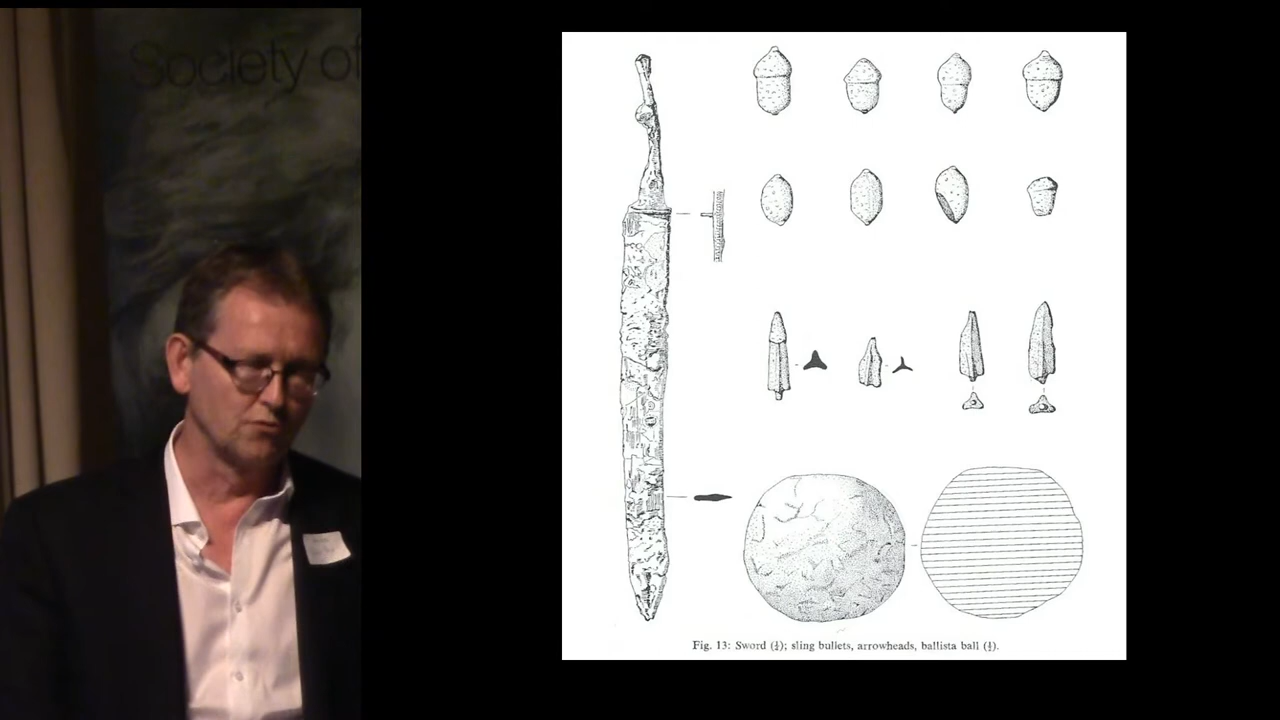 Society of
Fig. 13: Sword (¼); sling bullets, arrowheads, ballista ball (½).